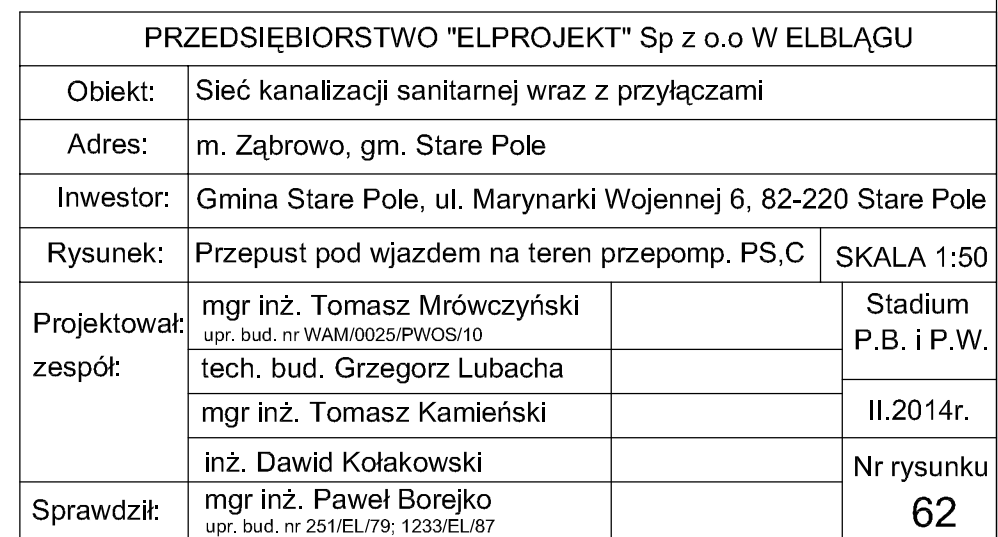 PRZEDSIĘBIORSTWO "ELPROJEKT" Sp z o.o W ELBLĄGU
Obiekt: Sieć kanalizacji sanitarnej wraz z przyłączami
Adres: m. Ząbrowo, gm. Stare Pole
Inwestor: Gmina Stare Pole, ul. Marynarki Wojennej 6, 82-220 Stare Pole
Rysunek: Przepust pod wjazdem na teren przepomp. PS,C SKALA 1:50
Projektował: zespół:
mgr inż. Tomasz Mrówczyński
upr. bud. nr WAM/0025/PWOS/10
tech. bud. Grzegorz Lubacha
mgr inż. Tomasz Kamieński
inż. Dawid Kołakowski
Stadium
P.B. i P.W.
II.2014r.
Nr rysunku
62
Sprawdził: mgr inż. Paweł Borejko
upr. bud. nr 251/EL/79; 1233/EL/87